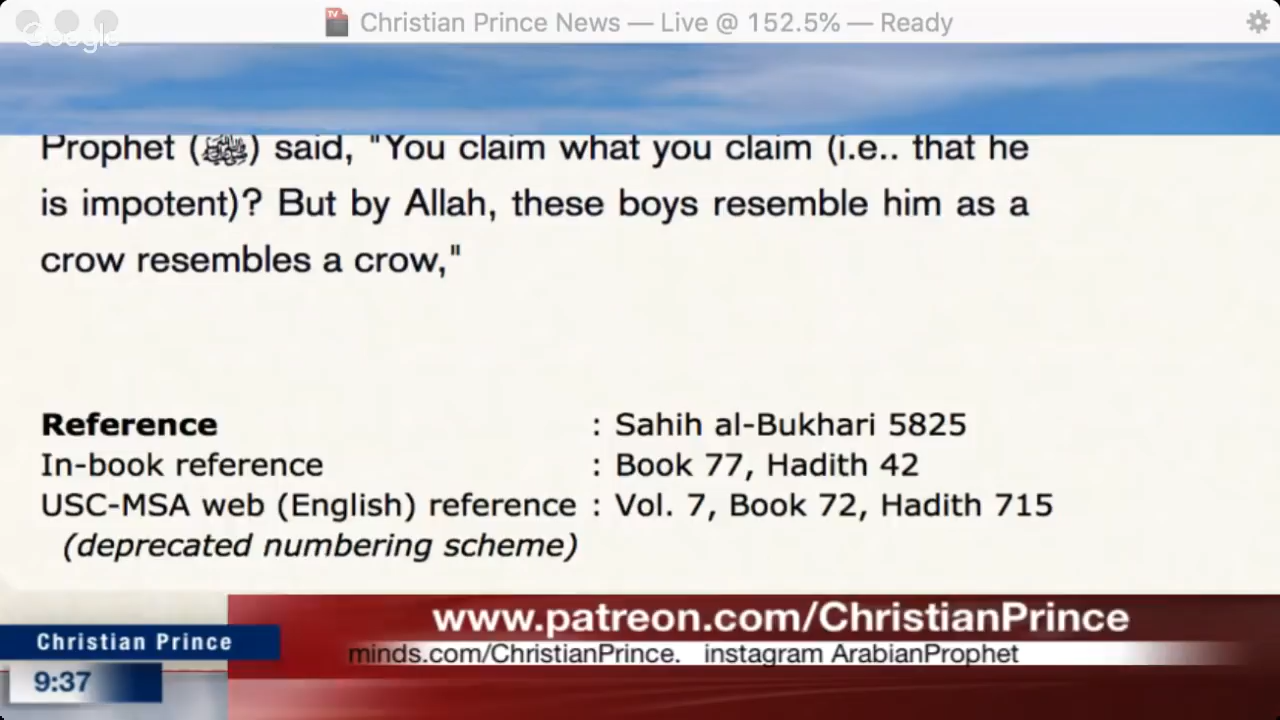 Christian Prince News — Live @ 152.5% — Ready
Google
TV
Prophet (ﷺ) said, "You claim what you claim (i.e.. that he
is impotent)? But by Allah, these boys resemble him as a
crow resembles a crow,"
Reference : Sahih al-Bukhari 5825
In-book reference : Book 77, Hadith 42
USC-MSA web (English) reference : Vol. 7, Book 72, Hadith 715
(deprecated numbering scheme)
www.patreon.com/ChristianPrince
minds.com/ChristianPrince. instagram ArabianProphet
Christian Prince
9:37